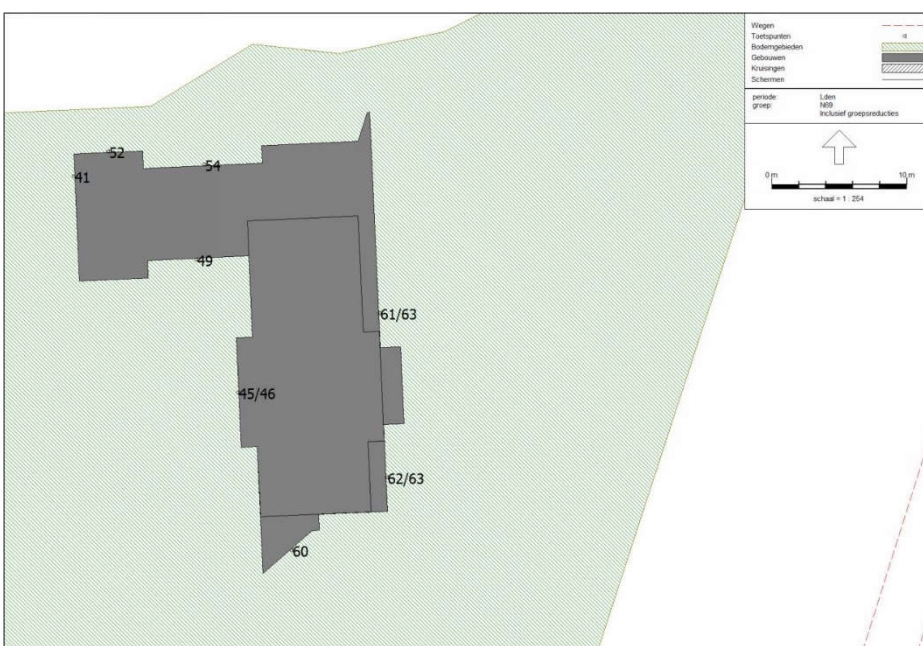 Wegen
Toetspunten
Bodemgebieden
Gebouwen
Kruisingen
Schermen
periode: Lden
groep: N69
Inclusief groepsreducties
0 m 10 m
schaal = 1 : 254
52
54
41
49
61/63
45/46
62/63
60